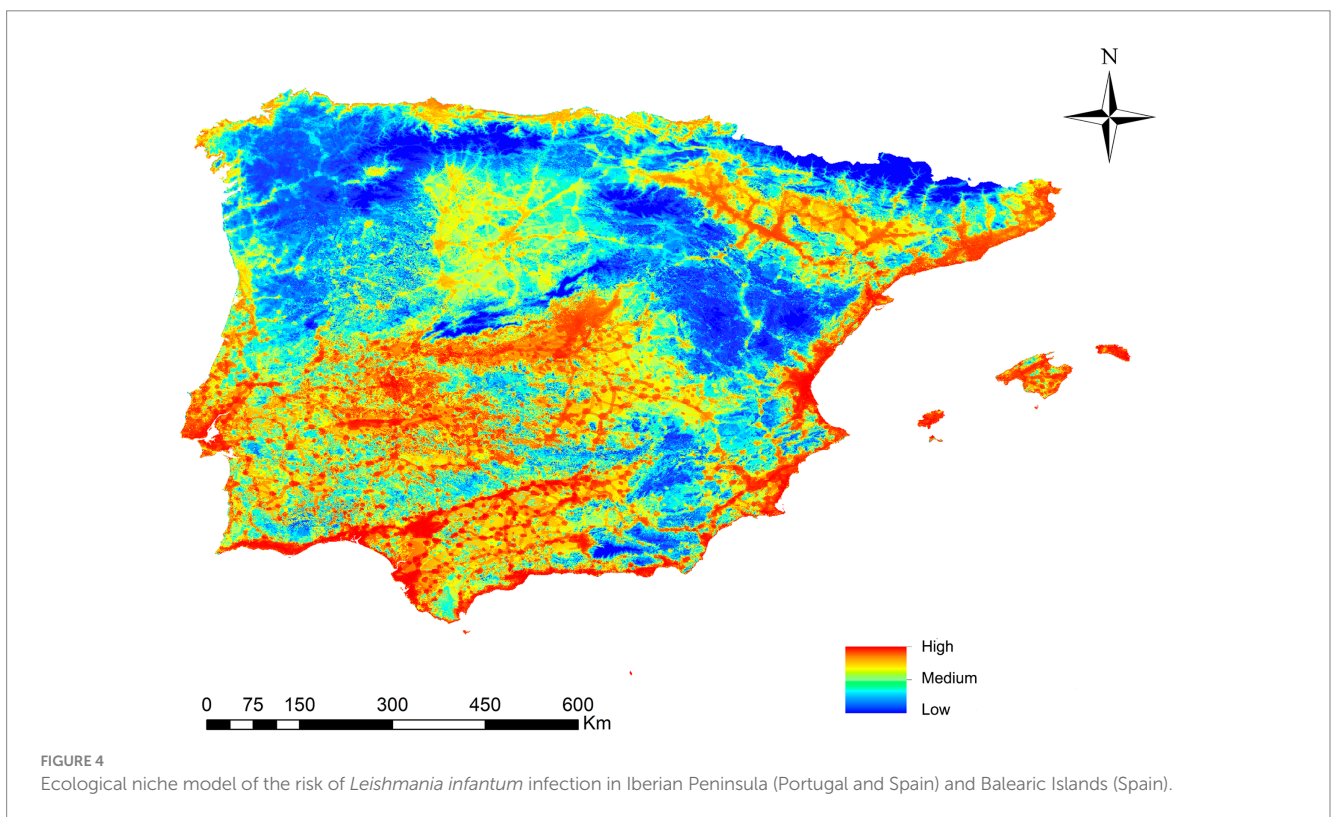 N
High
Medium
Low
0 75 150 300 450 600
Km
FIGURE 4
Ecological niche model of the risk of Leishmania infantum infection in Iberian Peninsula (Portugal and Spain) and Balearic Islands (Spain).